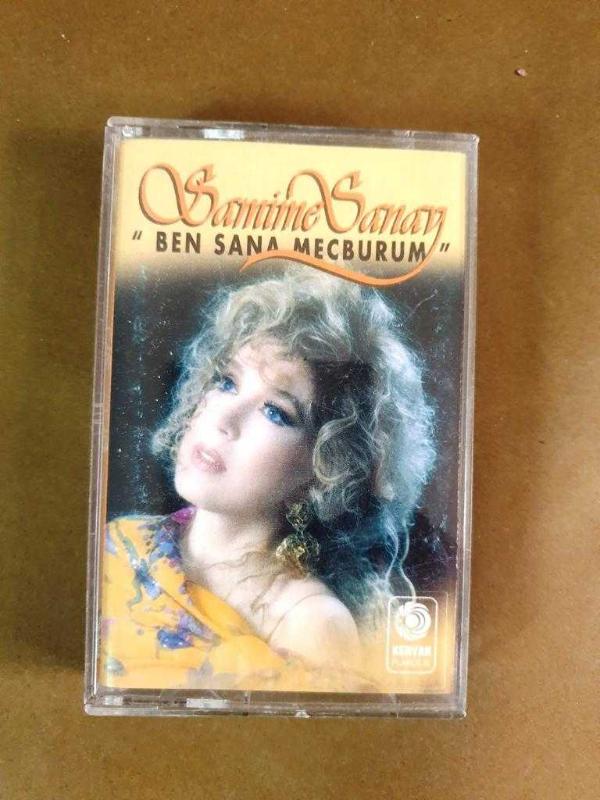 Samime Sanay
" BEN SANA MECBURUM "
KERVAN
PLAKÇILIK